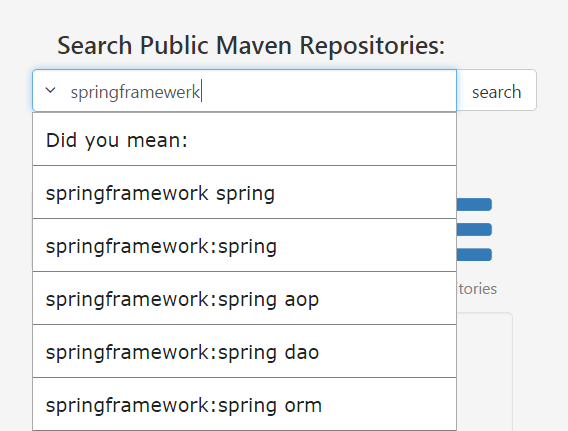 Search Public Maven Repositories:
springframewerk
search
Did you mean:
springframework spring
springframework:spring
springframework:spring aop
springframework:spring dao
springframework:spring orm
tories